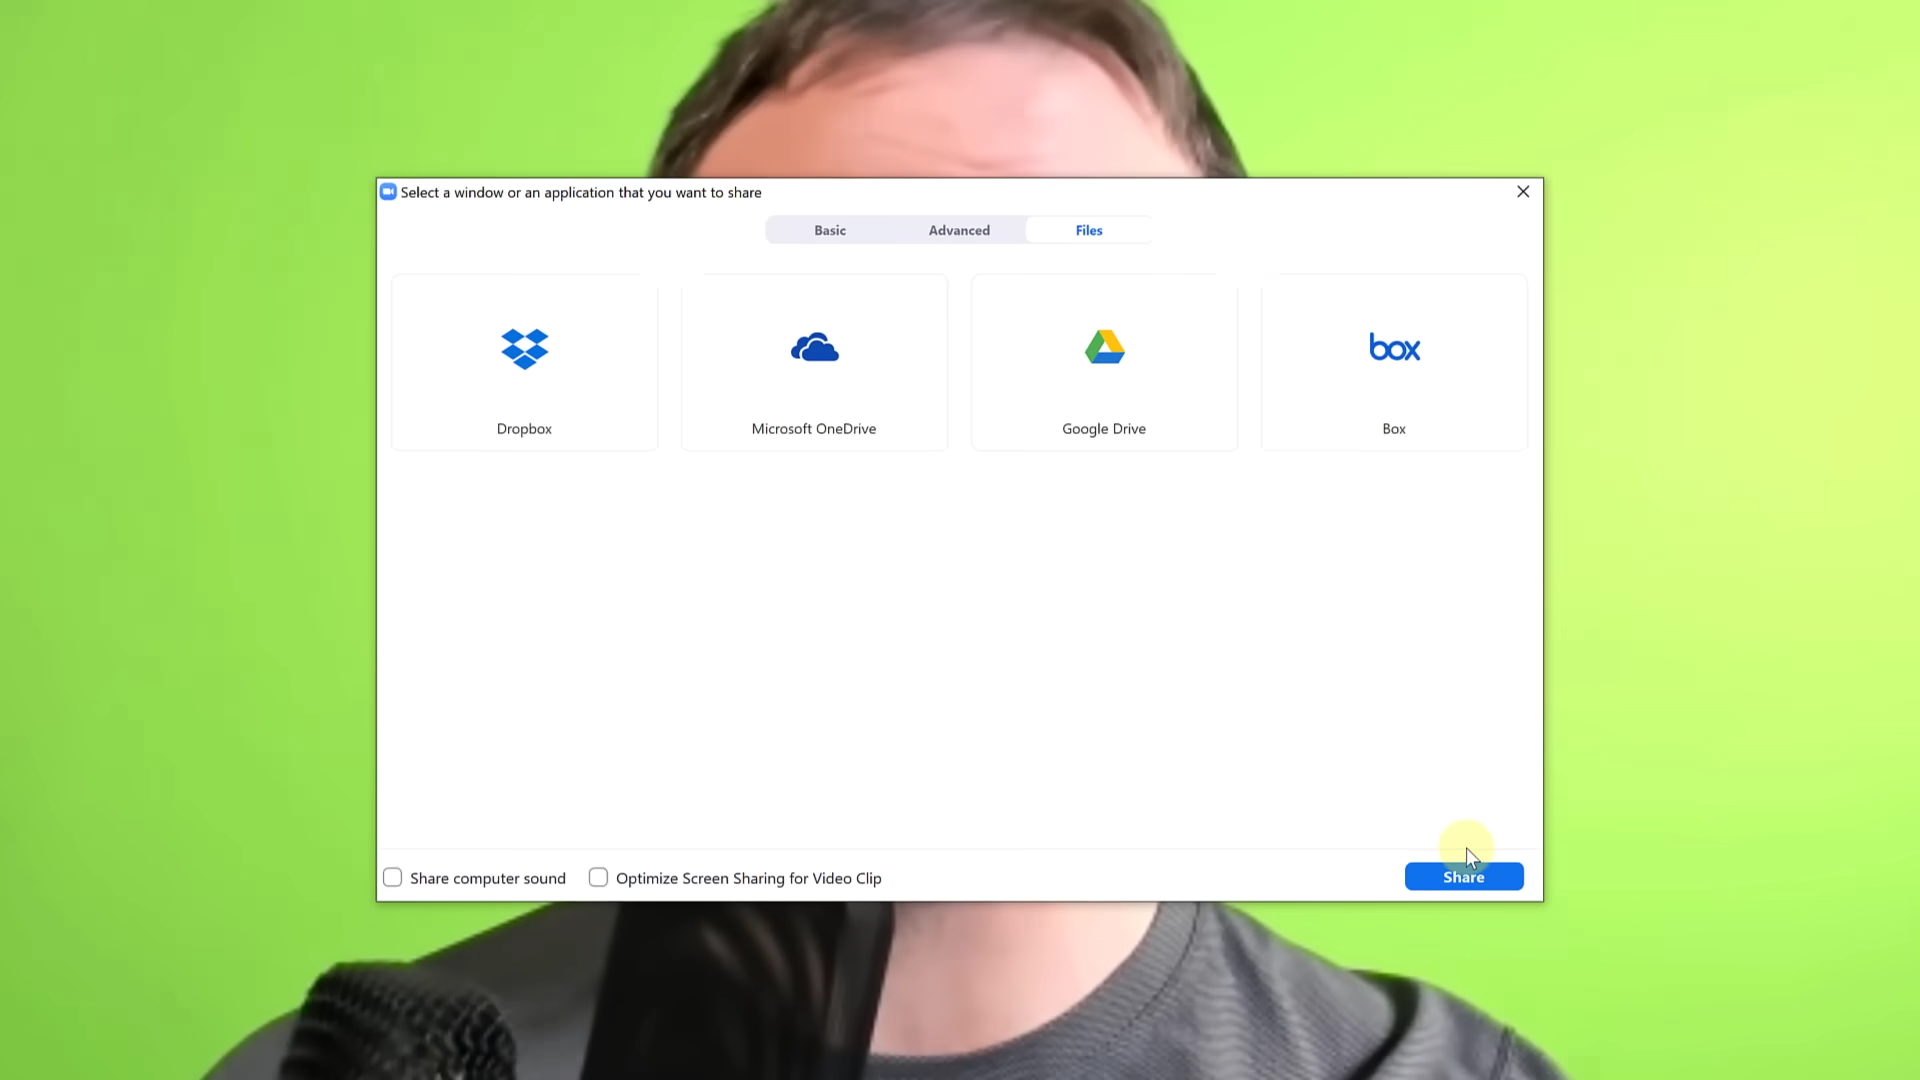 Select a window or an application that you want to share
Basic Advanced Files
box
Dropbox Microsoft OneDrive Google Drive Box
Share computer sound Optimize Screen Sharing for Video Clip Share